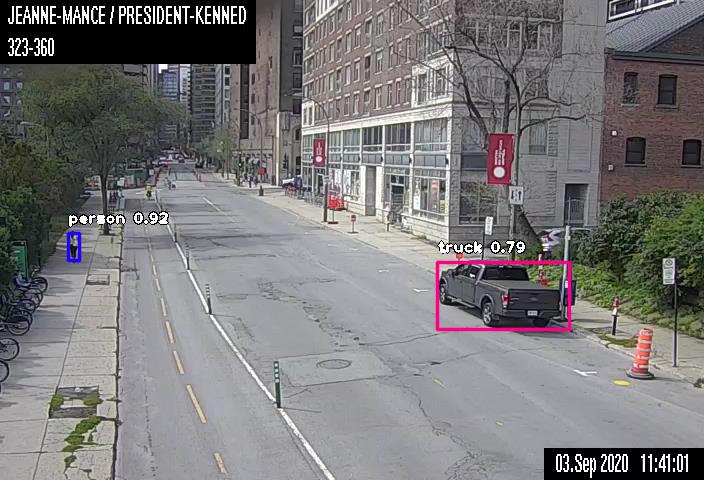 JEANNE-MANCE / PRESIDENT-KENNED
323-360
person 0.92
truck 0.79
03.Sep 2020 11:41:01